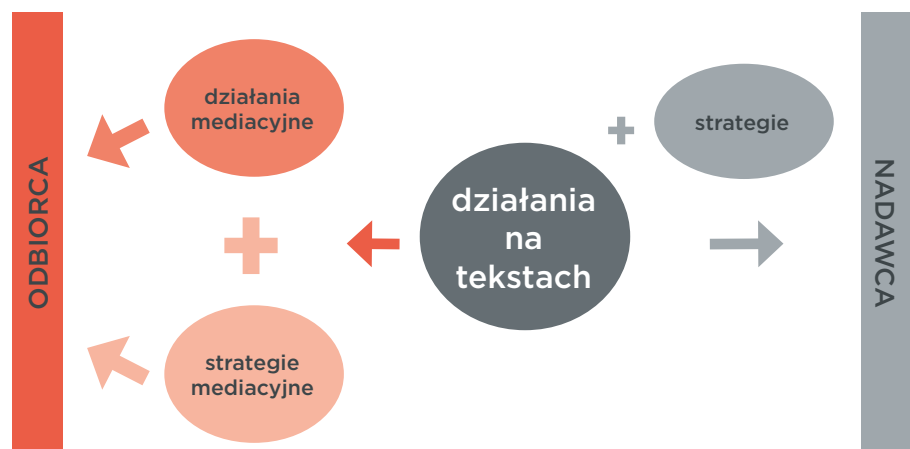 ODBIORCA
działania
mediacyjne
+
strategie
mediacyjne
działania
na
tekstach
+
strategie
NADAWCA